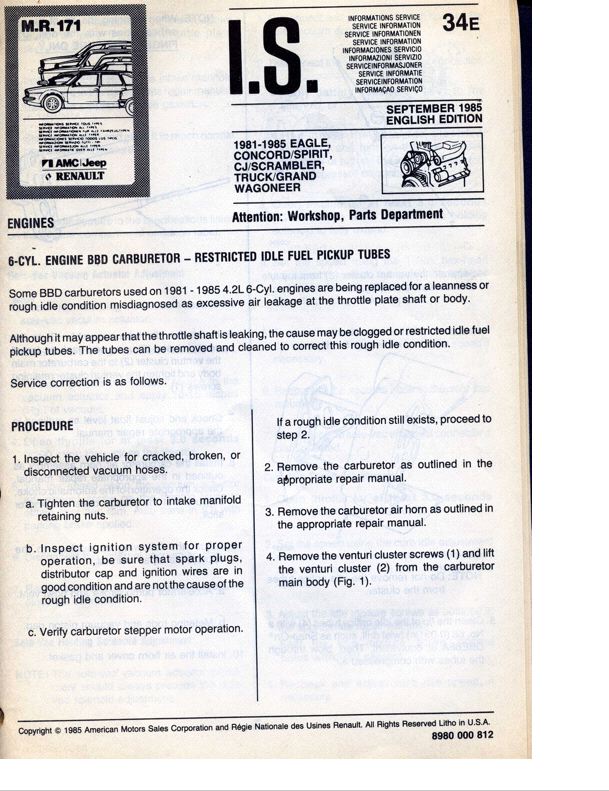 M.R. 171
INFORMATIONS SERVICE TOUS TYPES
SERVICE INFORMATION ALL TYPES
AMC Jeep
RENAULT
I.S.
INFORMATIONS SERVICE
SERVICE INFORMATION
SERVICE INFORMATIONEN
SERVICE INFORMATION
INFORMACIONES SERVICIO
INFORMAZIONI SERVIZIO
SERVICEINFORMASJONER
SERVICE INFORMATIE
SERVICEINFORMATION
INFORMAÇAO SERVIÇO
34E
SEPTEMBER 1985
ENGLISH EDITION
1981-1985 EAGLE,
CONCORD/SPIRIT,
CJ/SCRAMBLER,
TRUCK/GRAND
WAGONEER
ENGINES
Attention: Workshop, Parts Department
6-CYL. ENGINE BBD CARBURETOR – RESTRICTED IDLE FUEL PICKUP TUBES
Some BBD carburetors used on 1981 - 1985 4.2L 6-Cyl. engines are being replaced for a leanness or
rough idle condition misdiagnosed as excessive air leakage at the throttle plate shaft or body.
Although it may appear that the throttle shaft is leaking, the cause may be clogged or restricted idle fuel
pickup tubes. The tubes can be removed and cleaned to correct this rough idle condition.
Service correction is as follows.
PROCEDURE
1. Inspect the vehicle for cracked, broken, or
disconnected vacuum hoses.
a. Tighten the carburetor to intake manifold
retaining nuts.
b. Inspect ignition system for proper
operation, be sure that spark plugs,
distributor cap and ignition wires are in
good condition and are not the cause of the
rough idle condition.
c. Verify carburetor stepper motor operation.
If a rough idle condition still exists, proceed to
step 2.
2. Remove the carburetor as outlined in the
appropriate repair manual.
3. Remove the carburetor air horn as outlined in
the appropriate repair manual.
4. Remove the venturi cluster screws (1) and lift
the venturi cluster (2) from the carburetor
main body (Fig. 1).
Copyright © 1985 American Motors Sales Corporation and Régie Nationale des Usines Renault. All Rights Reserved Litho in U.S.A.
8980 000 812